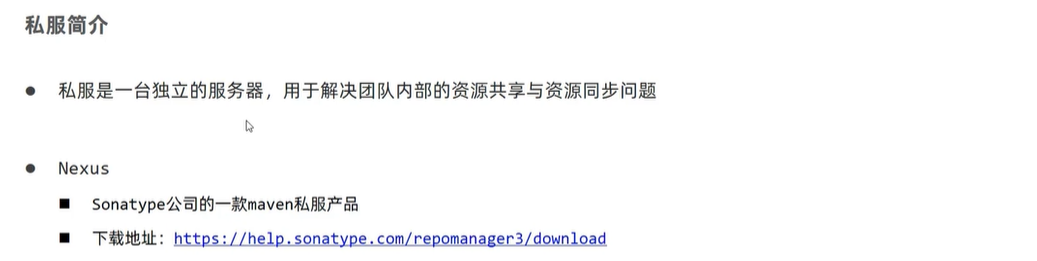 私服简介
● 私服是一台独立的服务器，用于解决团队内部的资源共享与资源同步问题
● Nexus
■ Sonatype公司的一款maven私服产品
■ 下载地址：https://help.sonatype.com/repomanager3/download